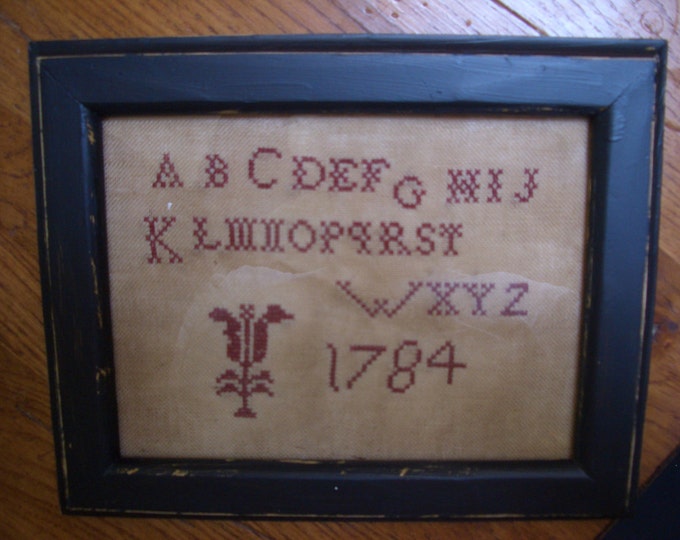 A B C D E F G H I J
K L M N O P q R S T
W X Y Z
1784